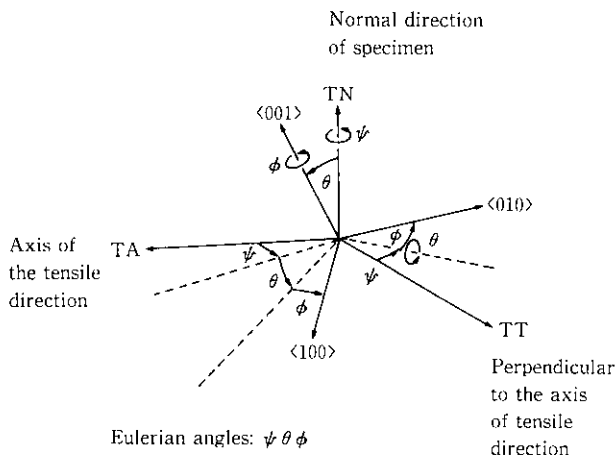 Normal direction
of specimen
TN
<001>
ψ
φ
θ
<010>
Axis of
the tensile
direction
TA
ψ
φ
θ
θ
ψ
φ
<100>
TT
Perpendicular
to the axis
of tensile
direction
Eulerian angles: ψ θ φ